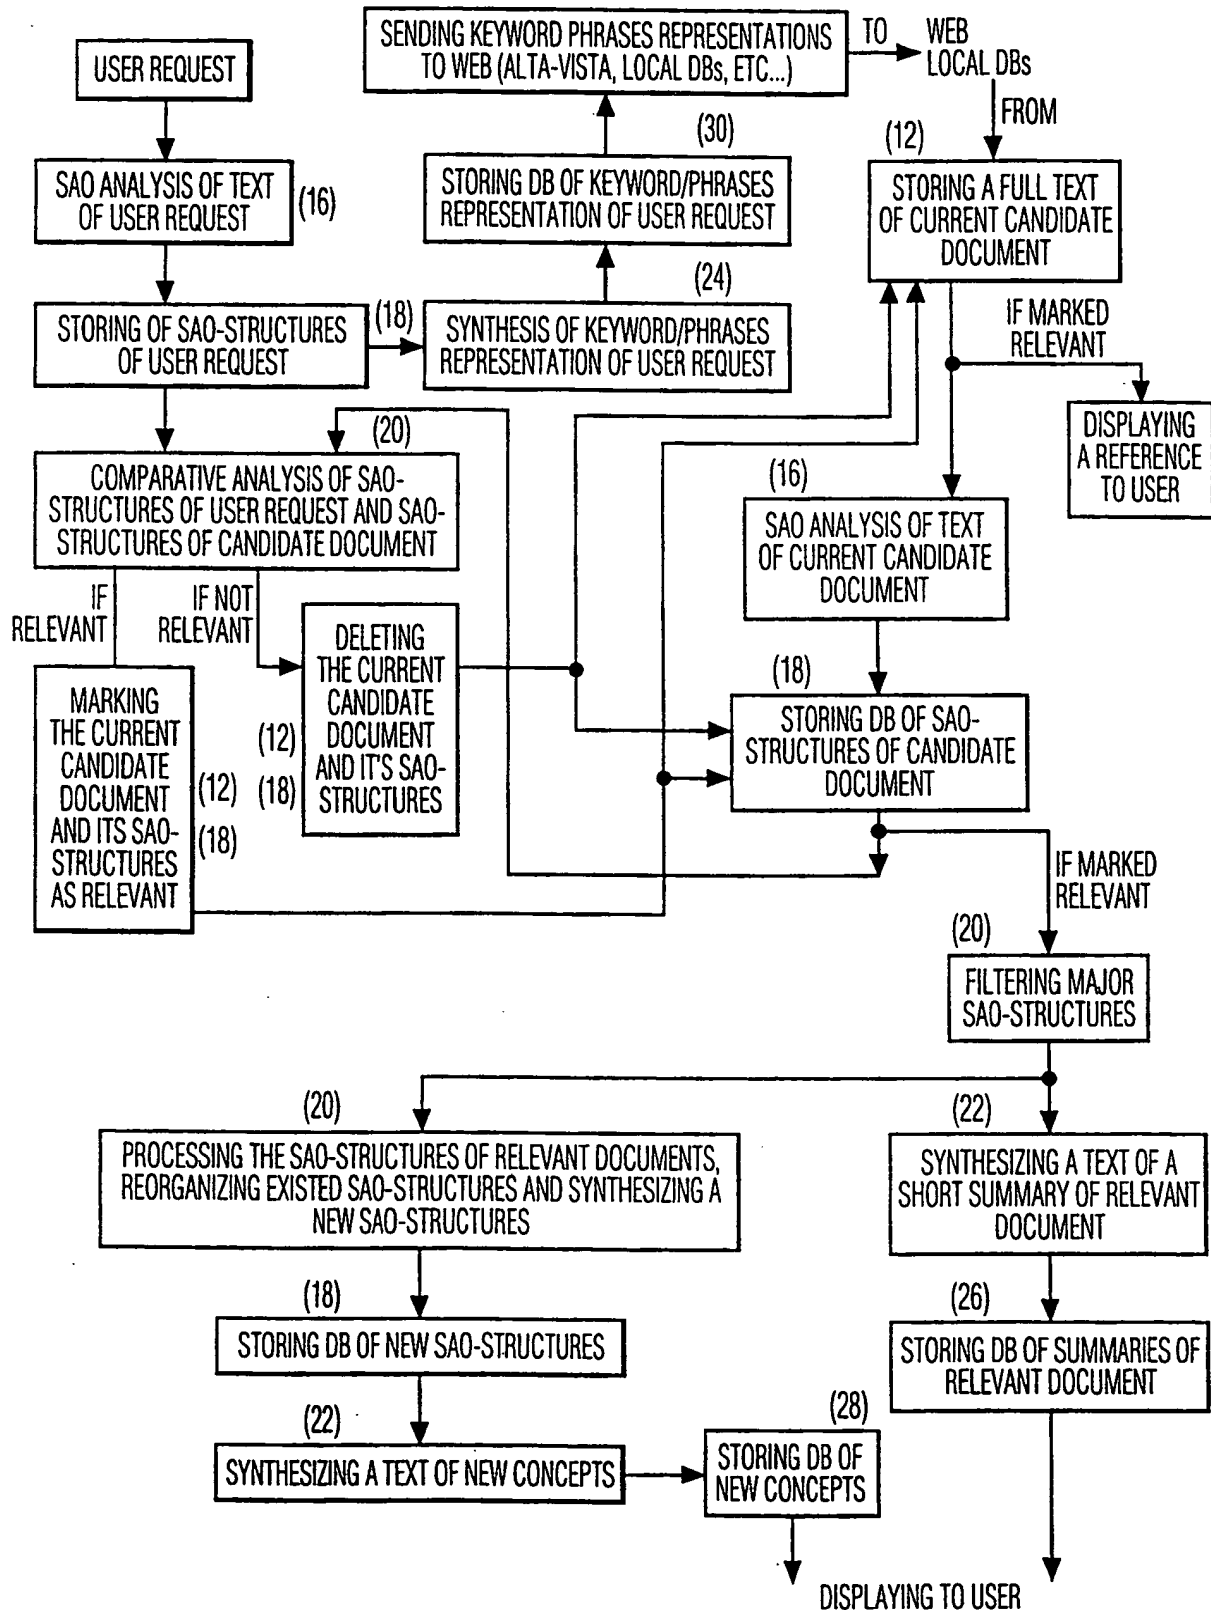 USER REQUEST
SENDING KEYWORD PHRASES REPRESENTATIONS
TO WEB (ALTA-VISTA, LOCAL DBs, ETC...)
TO
WEB
LOCAL DBs
FROM
SAO ANALYSIS OF TEXT
OF USER REQUEST
(16)
(30)
STORING DB OF KEYWORD/PHRASES
REPRESENTATION OF USER REQUEST
(12)
STORING A FULL TEXT
OF CURRENT CANDIDATE
DOCUMENT
STORING OF SAO-STRUCTURES
OF USER REQUEST
(18)
(24)
SYNTHESIS OF KEYWORD/PHRASES
REPRESENTATION OF USER REQUEST
IF MARKED
RELEVANT
DISPLAYING
A REFERENCE
TO USER
(20)
COMPARATIVE ANALYSIS OF SAO-
STRUCTURES OF USER REQUEST AND SAO-
STRUCTURES OF CANDIDATE DOCUMENT
(16)
SAO ANALYSIS OF TEXT
OF CURRENT CANDIDATE
DOCUMENT
IF
RELEVANT
IF NOT
RELEVANT
DELETING
THE CURRENT
CANDIDATE
DOCUMENT
AND IT'S SAO-
STRUCTURES
(12)
(18)
MARKING
THE CURRENT
CANDIDATE
DOCUMENT
AND ITS SAO-
STRUCTURES
AS RELEVANT
(12)
(18)
(18)
STORING DB OF SAO-
STRUCTURES OF CANDIDATE
DOCUMENT
IF MARKED
RELEVANT
(20)
FILTERING MAJOR
SAO-STRUCTURES
(20)
PROCESSING THE SAO-STRUCTURES OF RELEVANT DOCUMENTS,
REORGANIZING EXISTED SAO-STRUCTURES AND SYNTHESIZING A
NEW SAO-STRUCTURES
(22)
SYNTHESIZING A TEXT OF A
SHORT SUMMARY OF RELEVANT
DOCUMENT
(18)
STORING DB OF NEW SAO-STRUCTURES
(26)
STORING DB OF SUMMARIES OF
RELEVANT DOCUMENT
(22)
SYNTHESIZING A TEXT OF NEW CONCEPTS
(28)
STORING DB OF
NEW CONCEPTS
DISPLAYING TO USER